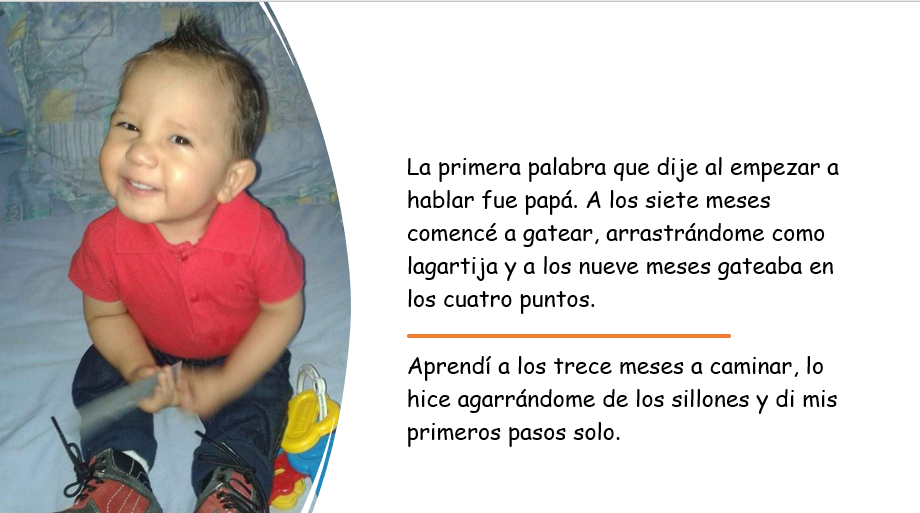 La primera palabra que dije al empezar a
hablar fue papá. A los siete meses
comencé a gatear, arrastrándome como
lagartija y a los nueve meses gateaba en
los cuatro puntos.
Aprendí a los trece meses a caminar, lo
hice agarrándome de los sillones y di mis
primeros pasos solo.